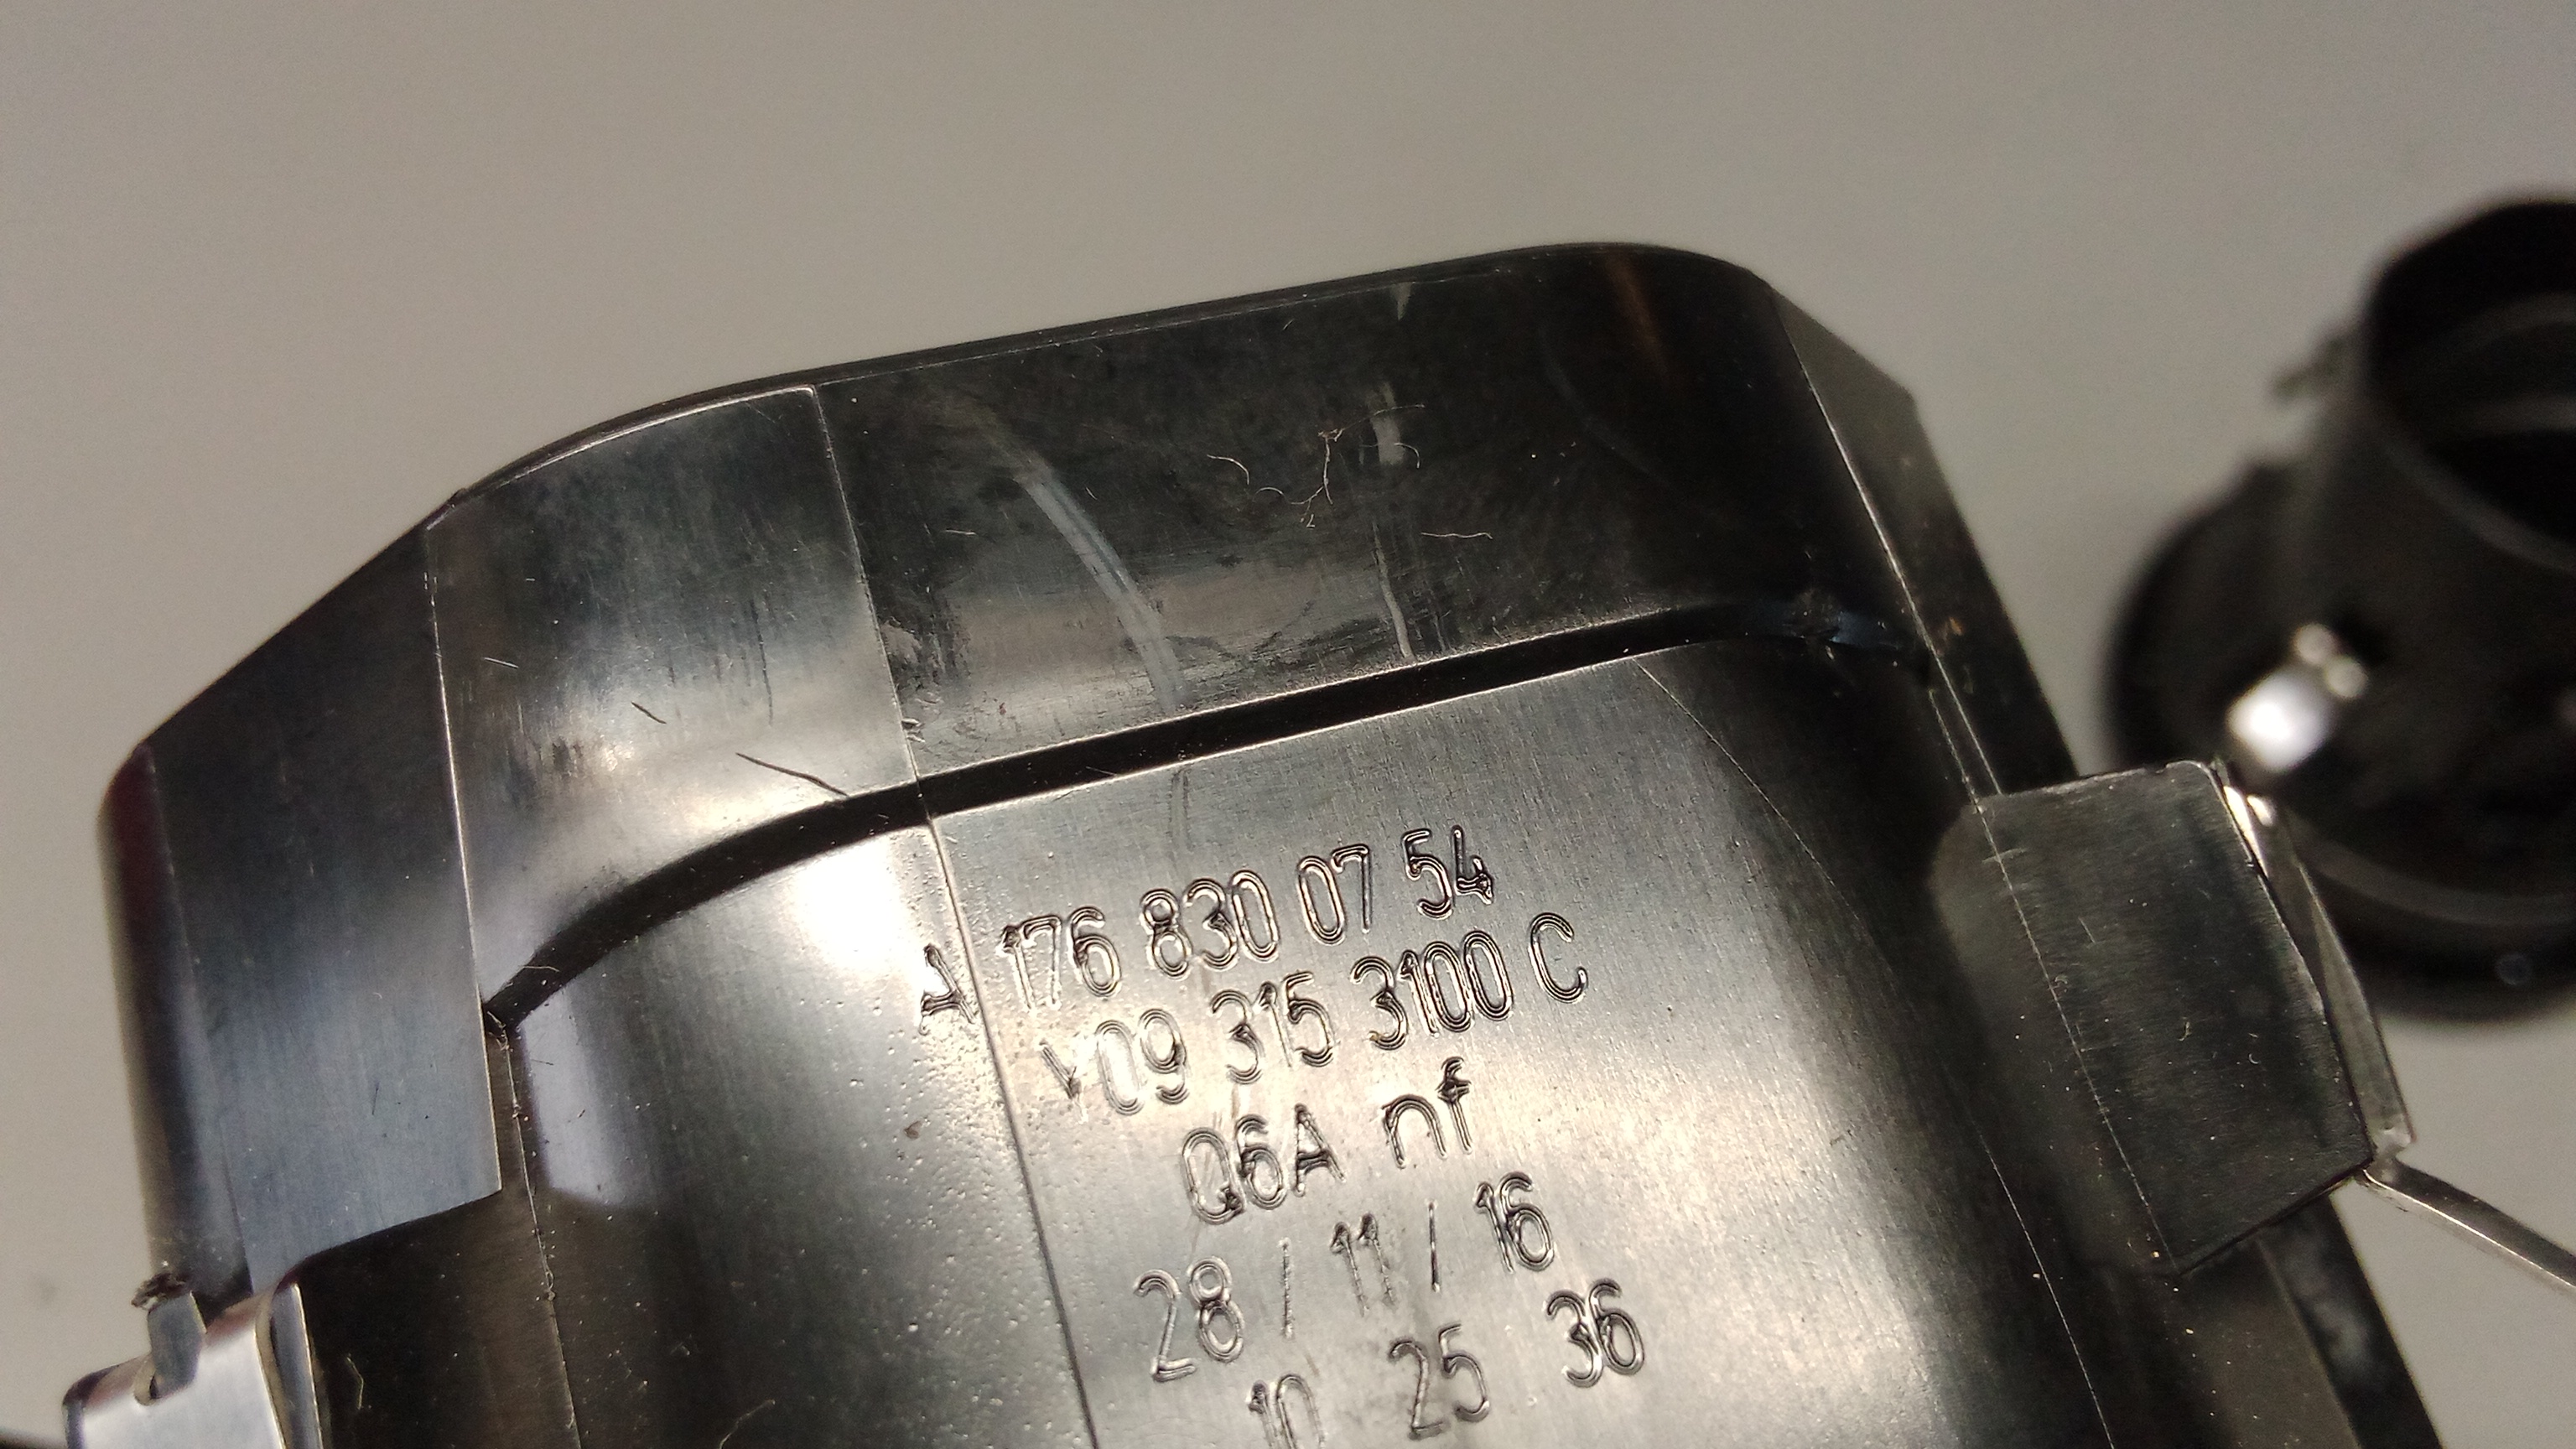 A 176 830 07 54
V09 315 3100 C
Q6A nf
28 / 11 / 16
10 25 36